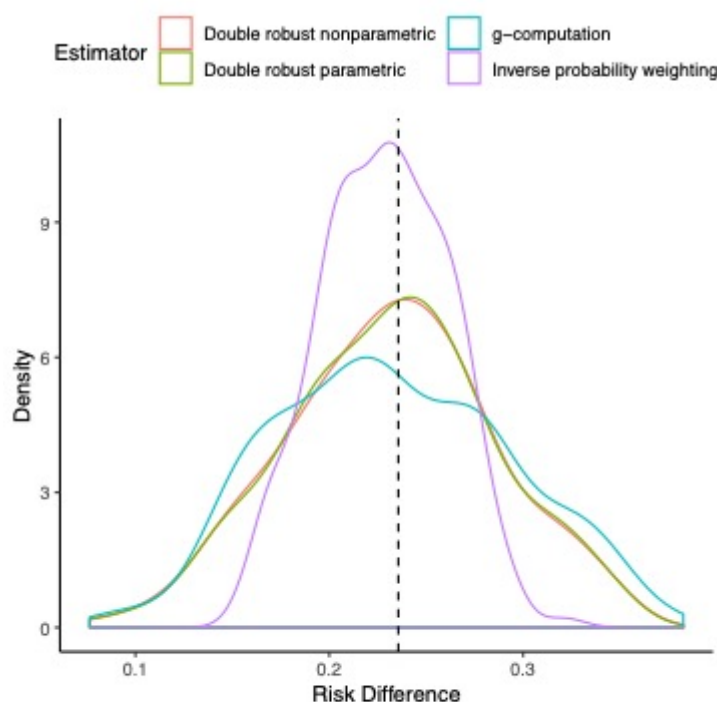 Estimator
Double robust nonparametric
g-computation
Double robust parametric
Inverse probability weighting
Density
9
6
3
0
0.1 0.2 0.3
Risk Difference